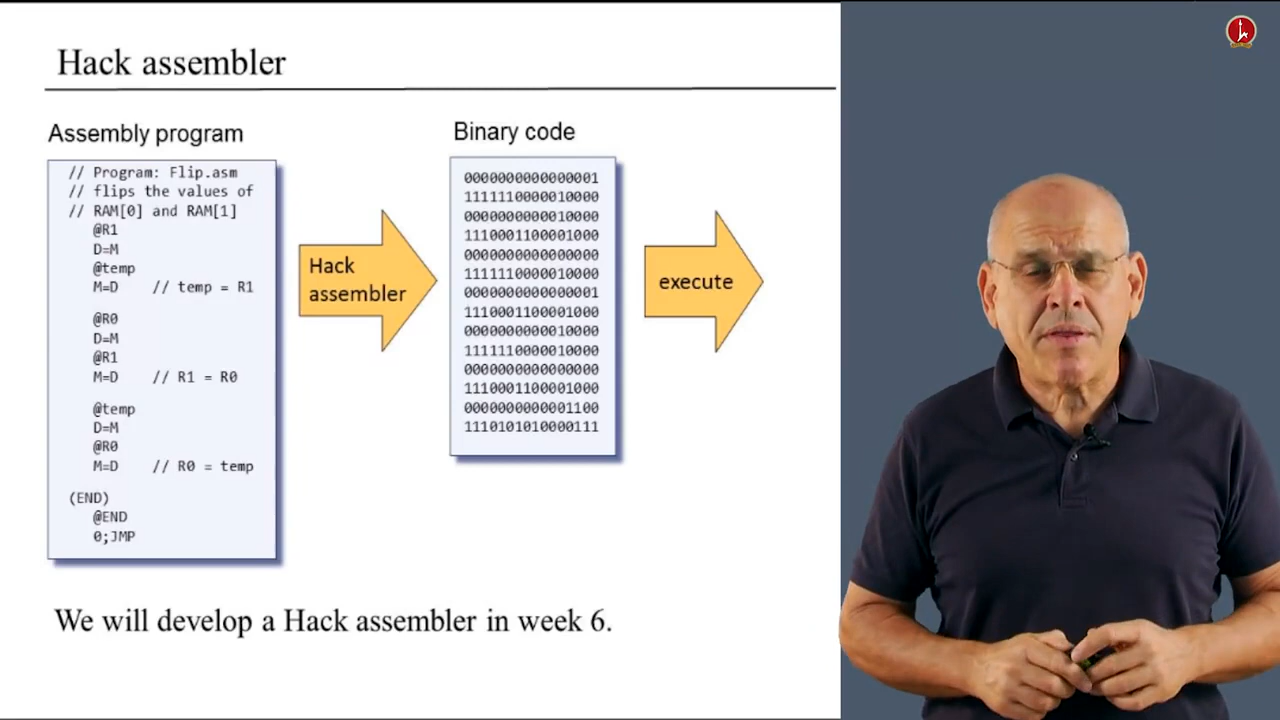 Hack assembler
Assembly program
// Program: Flip.asm
// flips the values of
// RAM[0] and RAM[1]
@R1
D=M
@temp
M=D // temp = R1
@R0
D=M
@R1
M=D // R1 = R0
@temp
D=M
@R0
M=D // R0 = temp
(END)
@END
0;JMP
Hack
assembler
Binary code
0000000000000001
1111110000010000
0000000000010000
1110001100001000
0000000000000000
1111110000010000
0000000000000001
1110001100001000
0000000000010000
1111110000010000
0000000000000000
1110001100001000
0000000000001100
1110101010000111
execute
We will develop a Hack assembler in week 6.